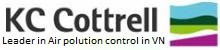 KC Cottrell
Leader in Air polution control in VN